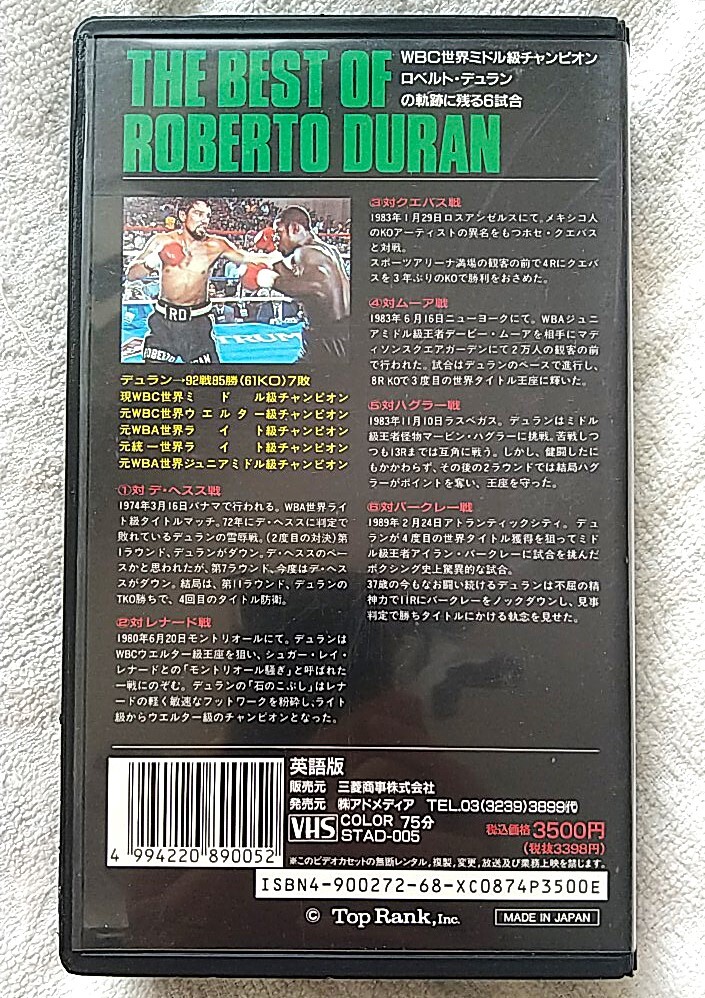 THE BEST OF
ROBERTO DURAN
WBC世界ミドル級チャンピオン
ロベルト・デュラン
の軌跡に残る6試合
RD
ROBERTO DURAN
TRUM
デュラン→92戦85勝(61KO)7敗
現WBC世界ミドル級チャンピオン
元WBC世界ウエルター級チャンピオン
元WBA世界ライト級チャンピオン
元統一世界ライト級チャンピオン
元WBA世界ジュニアミドル級チャンピオン
①対 デ・ヘスス戦
1974年3月16日パナマで行われる。WBA世界ライ
ト級タイトルマッチ。72年にデ・ヘススに判定で
敗れているデュランの雪辱戦。(2度目の対決)第
1ラウンド、デュランがダウン。デ・ヘススのペー
スかと思われたが、第7ラウンド、今度はデ・ヘス
スがダウン。結局は、第11ラウンド、デュランの
TKO勝ちで、4回目のタイトル防衛。
②対レナード戦
1980年6月20日モントリオールにて。デュランは
WBCウエルター級王座を狙い、シュガー・レイ・
レナードとの「モントリオール騒ぎ」と呼ばれた
一戦にのぞむ。デュランの「石のこぶし」はレナ
ードの軽く敏速なフットワークを粉砕し、ライト
級からウエルター級のチャンピオンとなった。
③対クエバス戦
1983年1月29日ロスアンゼルスにて。メキシコ人
のKOアーティストの異名をもつホセ・クエバス
と対戦。
スポーツアリーナ満場の観客の前で4Rにクエバ
スを3年ぶりのKOで勝利をおさめた。
④対ムーア戦
1983年6月16日ニューヨークにて。WBAジュニ
アミドル級王者デービー・ムーアを相手にマデ
ィソンスクエアガーデンにて2万人の観客の前
で行われた。試合はデュランのペースで進行し、
8R KOで3度目の世界タイトル王座に輝いた。
⑤対ハグラー戦
1983年11月10日ラスベガス。デュランはミドル
級王者怪物マービン・ハグラーに挑戦。苦戦しつ
つも13Rまでは互角に戦う。しかし、健闘したに
もかかわらず、その後の2ラウンドでは結局ハグ
ラーがポイントを奪い、王座を守った。
⑥対バークレー戦
1989年2月24日アトランティックシティ。デュ
ランが4度目の世界タイトル獲得を狙ってミド
ル級王者アイラン・バークレーに試合を挑んだ
ボクシング史上驚異的な試合。
37歳の今もなお闘い続けるデュランは不屈の精
神力で11Rにバークレーをノックダウンし、見事
判定で勝ちタイトルにかける執念を見せた。
4 994220 890052
英語版
販売元 三菱商事株式会社
発売元 ㈱アドメディア TEL.03(3239)3899代
VHS COLOR 75分
STAD-005
税込価格3500円
(税抜3398円)
※このビデオカセットの無断レンタル,複製,変更,放送及び業務上映を禁じます。
ISBN4-900272-68-XC0874P3500E
© Top Rank, Inc.
MADE IN JAPAN